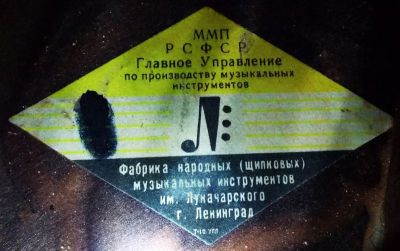 ММП
РСФСР
Главное Управление
по производству музыкальных
инструментов
Фабрика народных (щипковых)
музыкальных инструментов
им. Луначарского
г. Ленинград